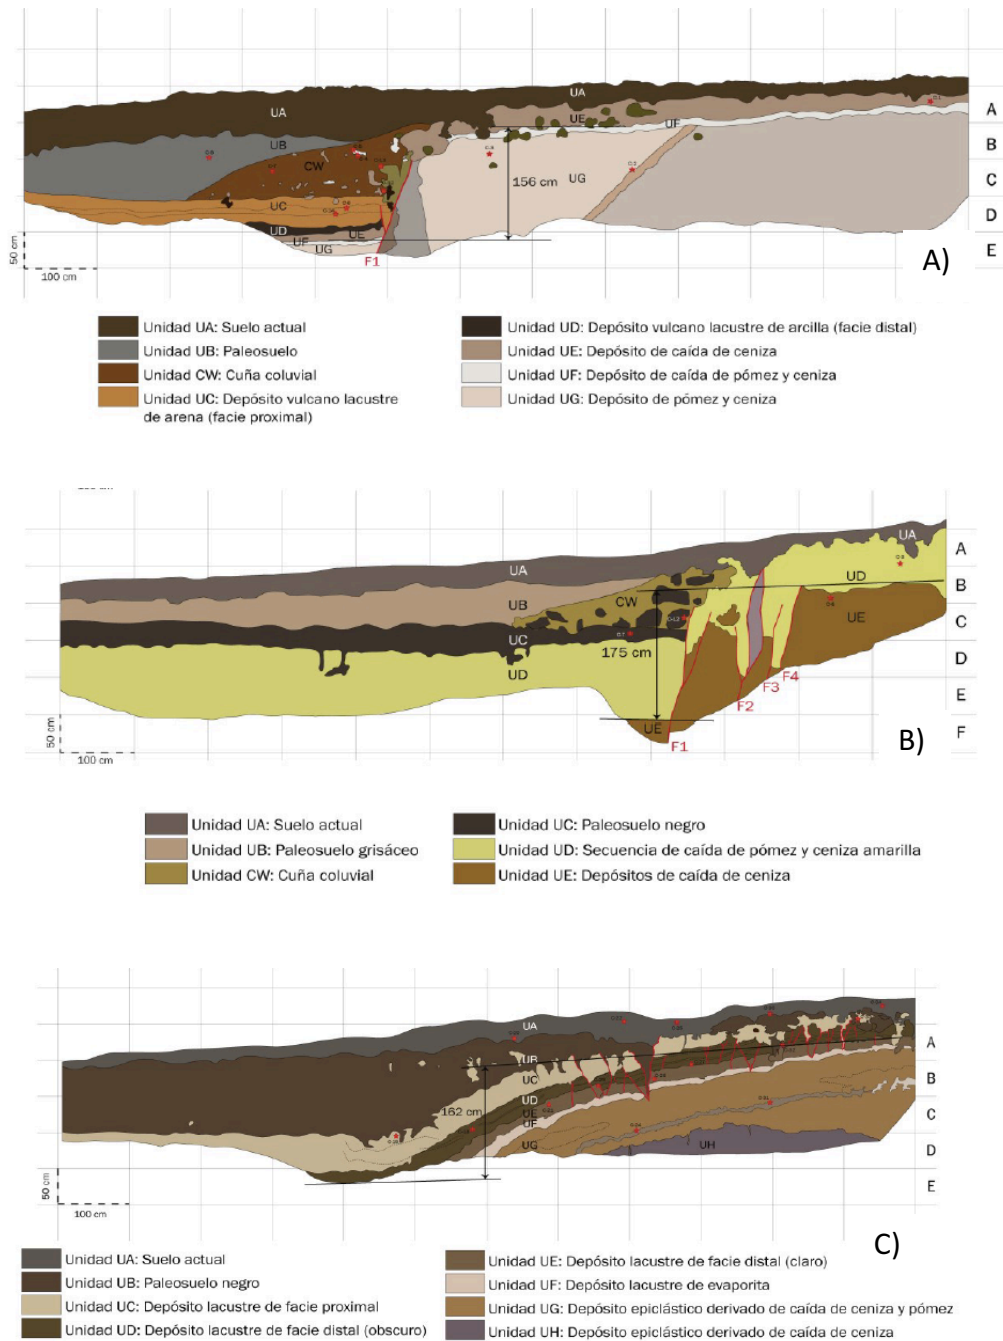 UA
UA
UE
UF
A
UB
CW
B
UG
156 cm
C
UC
UD
UE
D
UF
UG
F1
50 cm
100 cm
E
A)
Unidad UA: Suelo actual
Unidad UB: Paleosuelo
Unidad CW: Cuña coluvial
Unidad UC: Depósito vulcano lacustre
de arena (facie proximal)
Unidad UD: Depósito vulcano lacustre de arcilla (facie distal)
Unidad UE: Depósito de caída de ceniza
Unidad UF: Depósito de caída de pómez y ceniza
Unidad UG: Depósito de pómez y ceniza
UA
A
UA
UD
B
CW
UB
UE
C
UC
175 cm
D
UD
F4
F3
E
F2
UE
F
F1
50 cm
100 cm
B)
Unidad UA: Suelo actual
Unidad UB: Paleosuelo grisáceo
Unidad CW: Cuña coluvial
Unidad UC: Paleosuelo negro
Unidad UD: Secuencia de caída de pómez y ceniza amarilla
Unidad UE: Depósitos de caída de ceniza
UA
A
UB
UC
B
UD
162 cm
UE
C
UF
UG
UH
D
E
50 cm
100 cm
C)
Unidad UA: Suelo actual
Unidad UB: Paleosuelo negro
Unidad UC: Depósito lacustre de facie proximal
Unidad UD: Depósito lacustre de facie distal (obscuro)
Unidad UE: Depósito lacustre de facie distal (claro)
Unidad UF: Depósito lacustre de evaporita
Unidad UG: Depósito epiclástico derivado de caída de ceniza y pómez
Unidad UH: Depósito epiclástico derivado de caída de ceniza